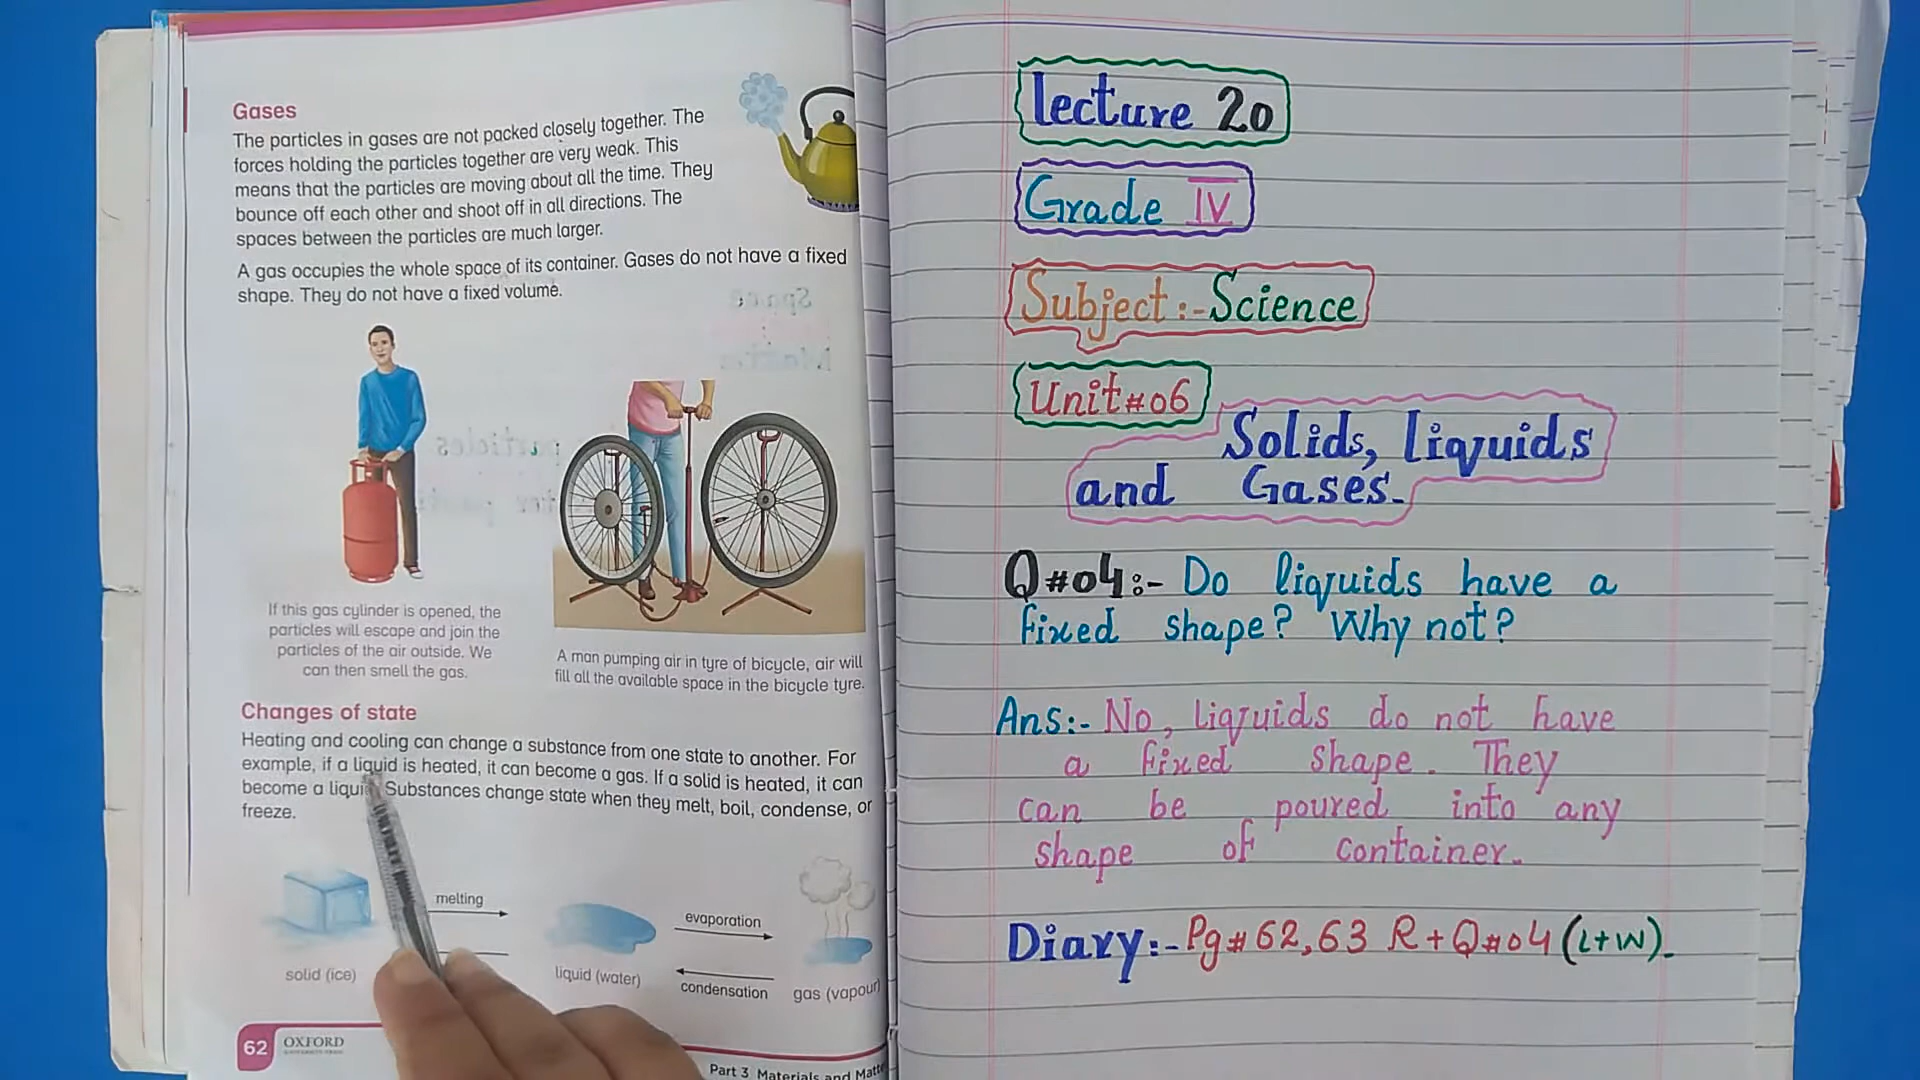 Gases
The particles in gases are not packed closely together. The
forces holding the particles together are very weak. This
means that the particles are moving about all the time. They
bounce off each other and shoot off in all directions. The
spaces between the particles are much larger.
A gas occupies the whole space of its container. Gases do not have a fixed
shape. They do not have a fixed volume.
If this gas cylinder is opened, the
particles will escape and join the
particles of the air outside. We
can then smell the gas.
A man pumping air in tyre of bicycle, air will
fill all the available space in the bicycle tyre.
Changes of state
Heating and cooling can change a substance from one state to another. For
example, if a liquid is heated, it can become a gas. If a solid is heated, it can
become a liqui Substances change state when they melt, boil, condense, or
freeze.
melting
evaporation
condensation
solid (ice)
liquid (water)
gas (vapour)
62
OXFORD
Part 3 Materials and Matt
lecture 20
Grade IV
Subject :- Science
Unit#06
Solids, liquids
and Gases.
Q#04:- Do liquids have a
fixed shape? Why not?
Ans:- No, liquids do not have
a fixed shape. They
can be poured into any
shape of container.
Diary:- Pg# 62,63 R+Q#04 (L+W).